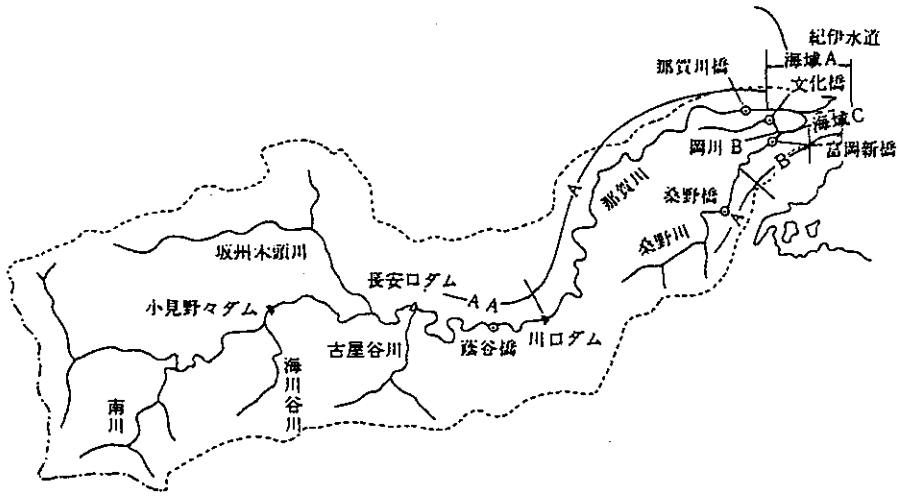 紀伊水道
海域A
那賀川橋
文化橋
海域C
岡川 B
富岡新橋
B
A
那賀川
桑野橋
A
桑野川
坂州木頭川
長安口ダム
A A
小見野々ダム
古屋谷川
蔭谷橋
川口ダム
海川谷川
南川